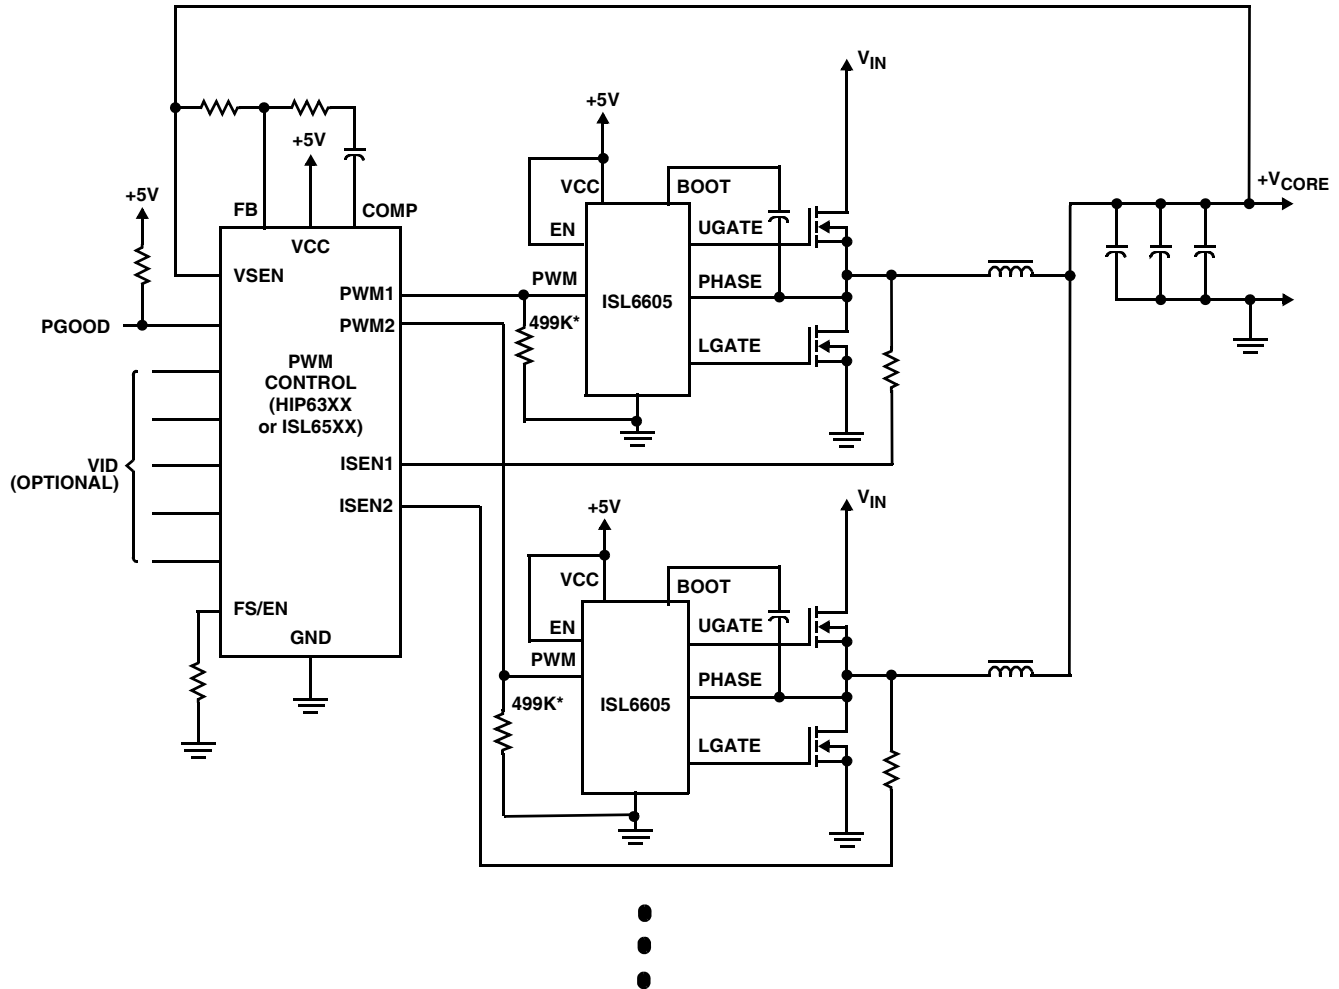 V_IN
+5V
+5V
VCC
BOOT
+V_CORE
+5V
FB
COMP
EN
UGATE
VCC
VSEN
PWM
PHASE
PWM1
ISL6605
499K*
PGOOD
PWM2
LGATE
PWM
CONTROL
(HIP63XX
or ISL65XX)
VID
(OPTIONAL)
ISEN1
ISEN2
V_IN
+5V
VCC
BOOT
FS/EN
EN
UGATE
GND
PWM
PHASE
499K*
ISL6605
LGATE